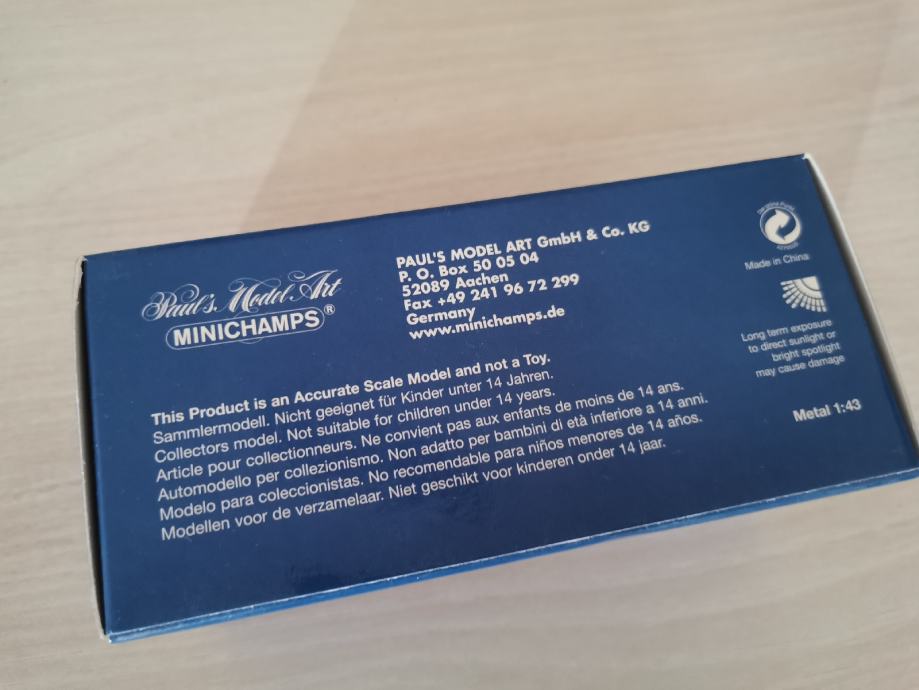 Paul's Model Art
MINICHAMPS®
PAUL'S MODEL ART GmbH & Co. KG
P. O. Box 50 05 04
52089 Aachen
Fax +49 241 96 72 299
Germany
www.minichamps.de
This Product is an Accurate Scale Model and not a Toy.
Sammlermodell. Nicht geeignet für Kinder unter 14 Jahren.
Collectors model. Not suitable for children under 14 years.
Article pour collectionneurs. Ne convient pas aux enfants de moins de 14 ans.
Automodello per collezionismo. Non adatto per bambini di età inferiore a 14 anni.
Modelo para coleccionistas. No recomendable para niños menores de 14 años.
Modellen voor de verzamelaar. Niet geschikt voor kinderen onder 14 jaar.
Made in China
Long term exposure
to direct sunlight or
bright spotlight
may cause damage
Metal 1:43